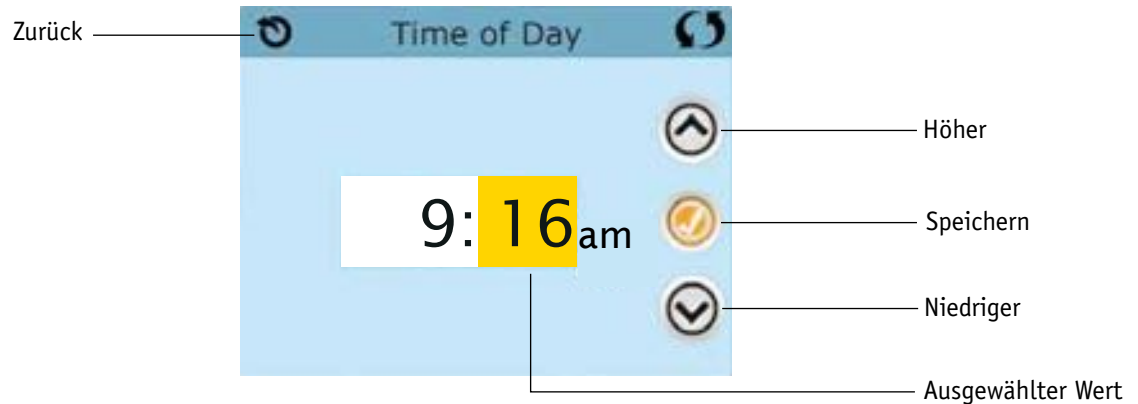 Zurück
Time of Day
Höher
9:16am
Speichern
Niedriger
Ausgewählter Wert